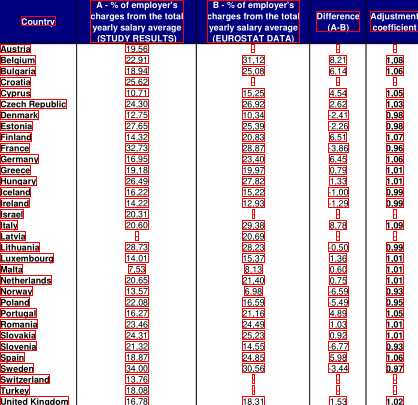 Country A - % of employer's charges from the total yearly salary average (STUDY RESULTS) B - % of employer's charges from the total yearly salary average (EUROSTAT DATA) Difference (A-B) Adjustment coefficient
Austria 19,56 - - -
Belgium 22,91 31,12 8,21 1,08
Bulgaria 18,94 25,08 6,14 1,06
Croatia 25,62 - - -
Cyprus 10,71 15,25 4,54 1,05
Czech Republic 24,30 26,92 2,62 1,03
Denmark 12,75 10,34 -2,41 0,98
Estonia 27,65 25,39 -2,26 0,98
Finland 14,32 20,83 6,51 1,07
France 32,73 28,87 -3,86 0,96
Germany 16,95 23,40 6,45 1,06
Greece 19,18 19,97 0,79 1,01
Hungary 26,49 27,82 1,33 1,01
Iceland 16,22 15,22 -1,00 0,99
Ireland 14,22 12,93 -1,29 0,99
Israel 20,31 - - -
Italy 20,60 29,38 8,78 1,09
Latvia - 20,69 - -
Lithuania 28,73 28,23 -0,50 0,99
Luxembourg 14,01 15,37 1,36 1,01
Malta 7,53 8,13 0,60 1,01
Netherlands 20,65 21,40 0,75 1,01
Norway 13,57 6,98 -6,59 0,93
Poland 22,08 16,59 -5,49 0,95
Portugal 16,27 21,16 4,89 1,05
Romania 23,46 24,49 1,03 1,01
Slovakia 24,31 25,23 0,92 1,01
Slovenia 21,32 14,55 -6,77 0,93
Spain 18,87 24,85 5,98 1,06
Sweden 34,00 30,56 -3,44 0,97
Switzerland 13,76 - - -
Turkey 18,08 - - -
United Kingdom 16,78 18,31 1,53 1,02